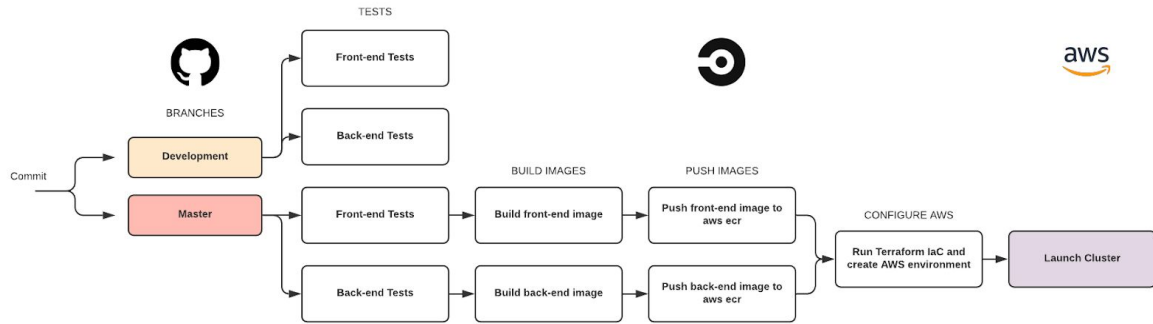 TESTS
Front-end Tests
aws
BRANCHES
Back-end Tests
Development
Commit
BUILD IMAGES
PUSH IMAGES
Master
Front-end Tests
Build front-end image
Push front-end image to
aws ecr
CONFIGURE AWS
Run Terraform IaC and
create AWS environment
Launch Cluster
Back-end Tests
Build back-end image
Push back-end image to
aws ecr